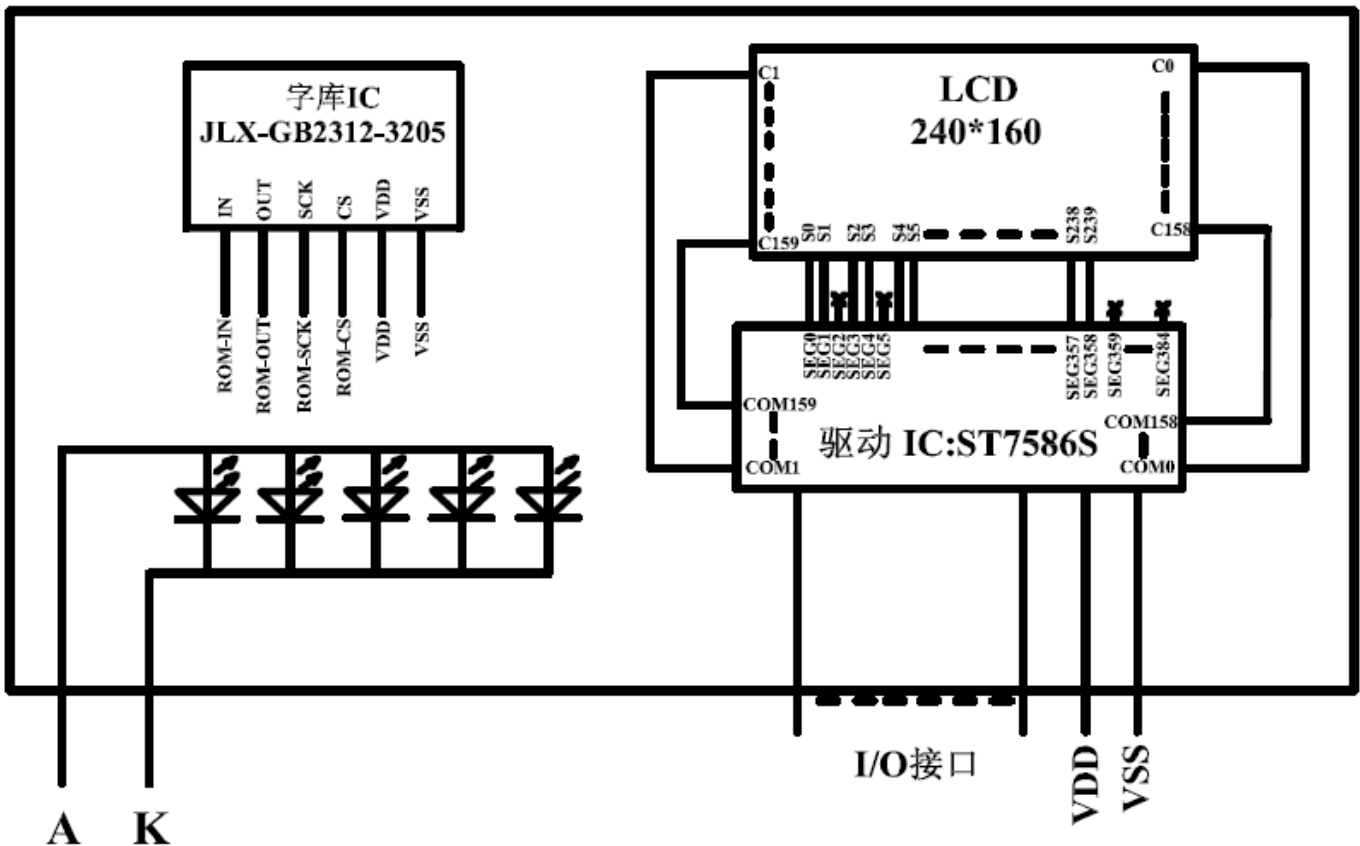 字库IC
JLX-GB2312-3205
IN
OUT
SCK
CS
VDD
VSS
ROM-IN
ROM-OUT
ROM-SCK
ROM-CS
VDD
VSS
C1
LCD
C0
240*160
C159
S0
S1
S2
S3
S4
S5
S238
S239
C158
SEG0
SEG1
SEG2
SEG3
SEG4
SEG5
SEG357
SEG358
SEG359
SEG384
COM159
COM158
驱动 IC:ST7586S
COM1
COM0
I/O接口
VDD
VSS
A
K